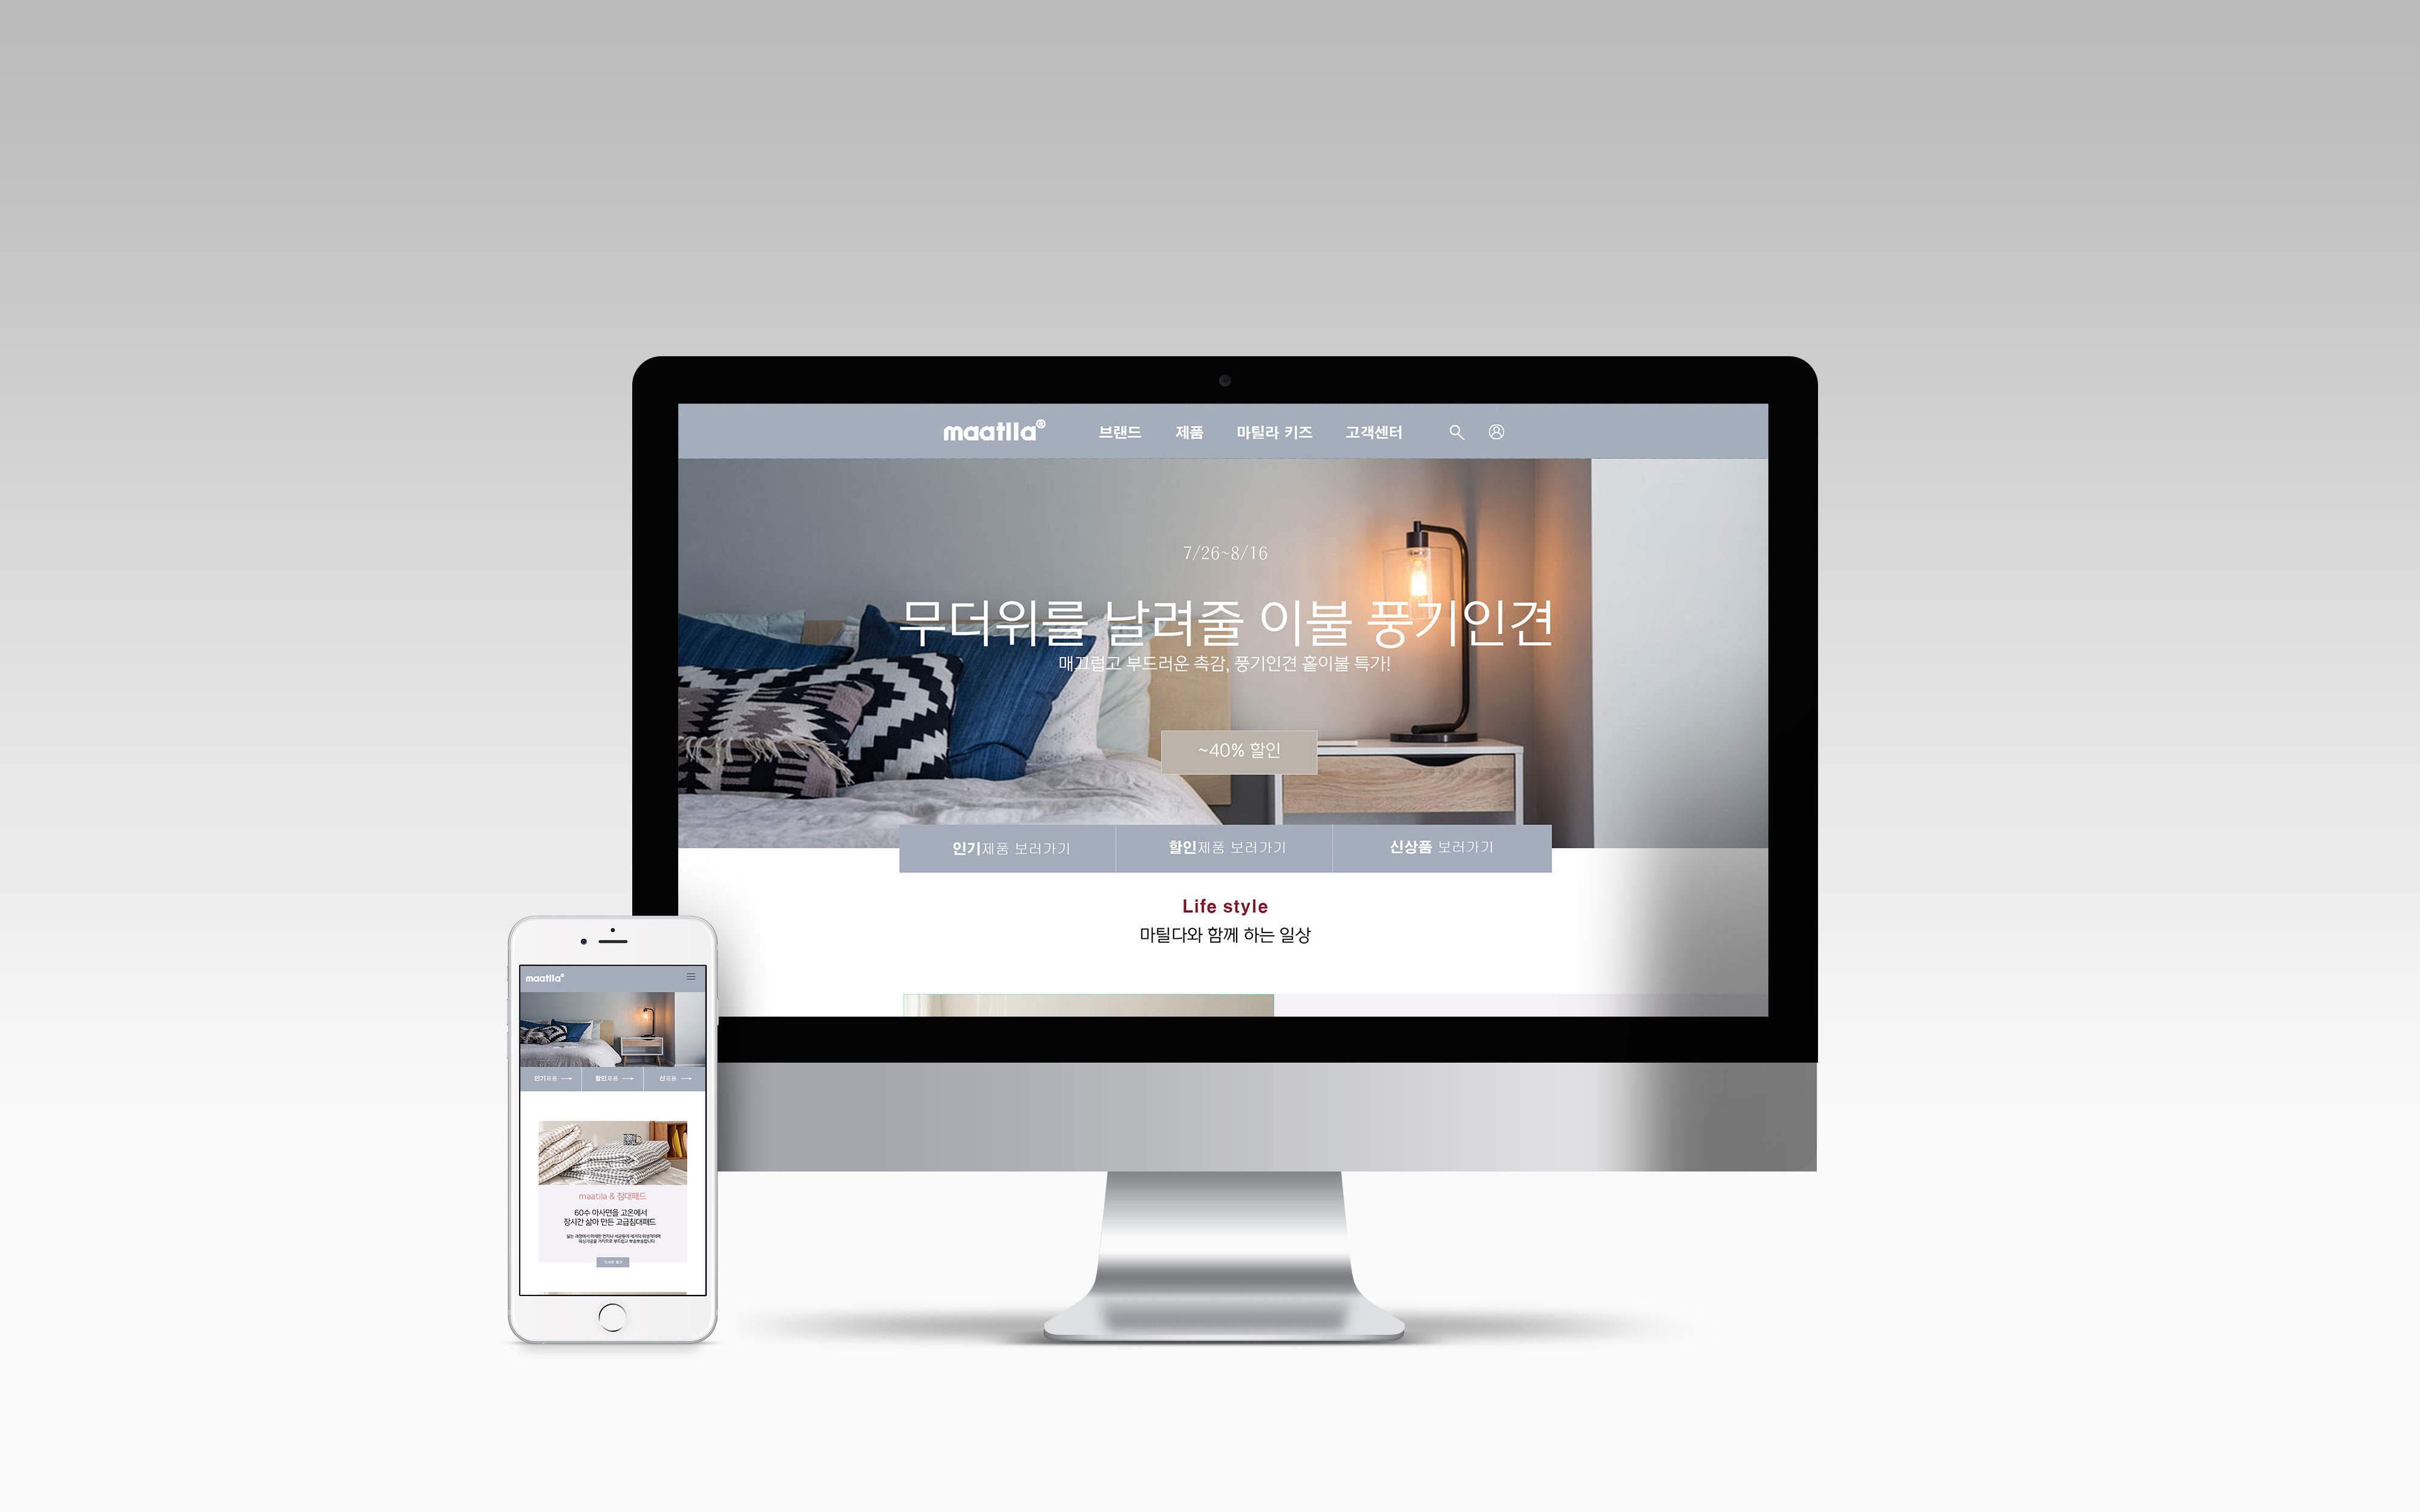 maatila®
브랜드 제품 마틸라 키즈 고객센터
7/26~8/16
무더위를 날려줄 이불 풍기인견
매끄럽고 부드러운 촉감, 풍기인견 홑이불 특가!
~40% 할인
인기제품 보러가기 할인제품 보러가기 신상품 보러가기
Life style
마틸다와 함께 하는 일상
maatila
인기제품 할인제품 신제품
maatila & 침대패드
60수 아사면을 고온에서
장시간 삶아 만든 고급침대패드